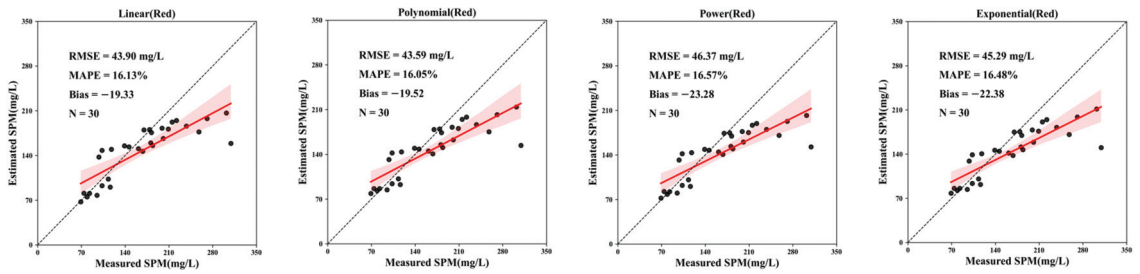 Linear(Red)
350
280
210
140
70
0
Estimated SPM(mg/L)
RMSE = 43.90 mg/L
MAPE = 16.13%
Bias = −19.33
N = 30
0 70 140 210 280 350
Measured SPM(mg/L)
Polynomial(Red)
350
280
210
140
70
0
Estimated SPM(mg/L)
RMSE = 43.59 mg/L
MAPE = 16.05%
Bias = −19.52
N = 30
0 70 140 210 280 350
Measured SPM(mg/L)
Power(Red)
350
280
210
140
70
0
Estimated SPM(mg/L)
RMSE = 46.37 mg/L
MAPE = 16.57%
Bias = −23.28
N = 30
0 70 140 210 280 350
Measured SPM(mg/L)
Exponential(Red)
350
280
210
140
70
0
Estimated SPM(mg/L)
RMSE = 45.29 mg/L
MAPE = 16.48%
Bias = −22.38
N = 30
0 70 140 210 280 350
Measured SPM(mg/L)